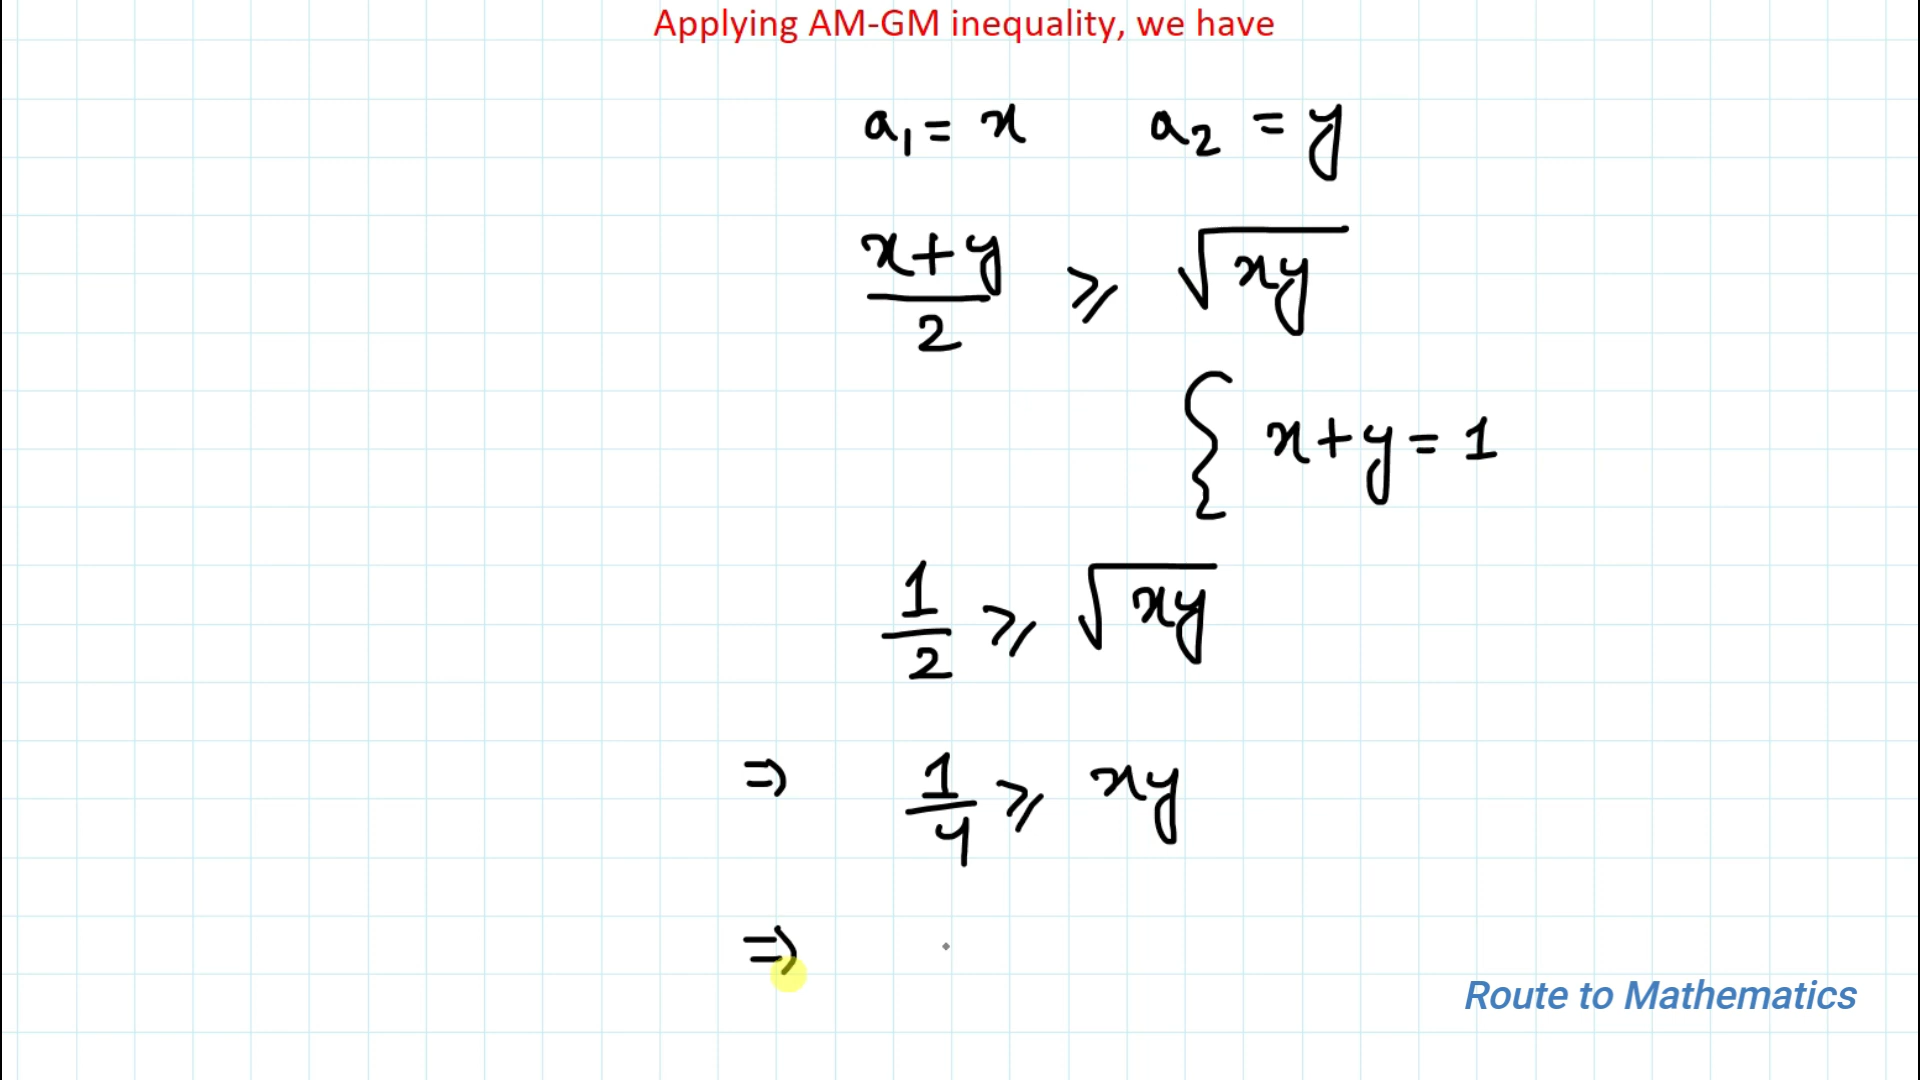 Applying AM-GM inequality, we have
a₁ = x a₂ = y
x+y/2 ⩾ √xy
{ x+y = 1
1/2 ⩾ √xy
⇒ 1/4 ⩾ xy
⇒
Route to Mathematics